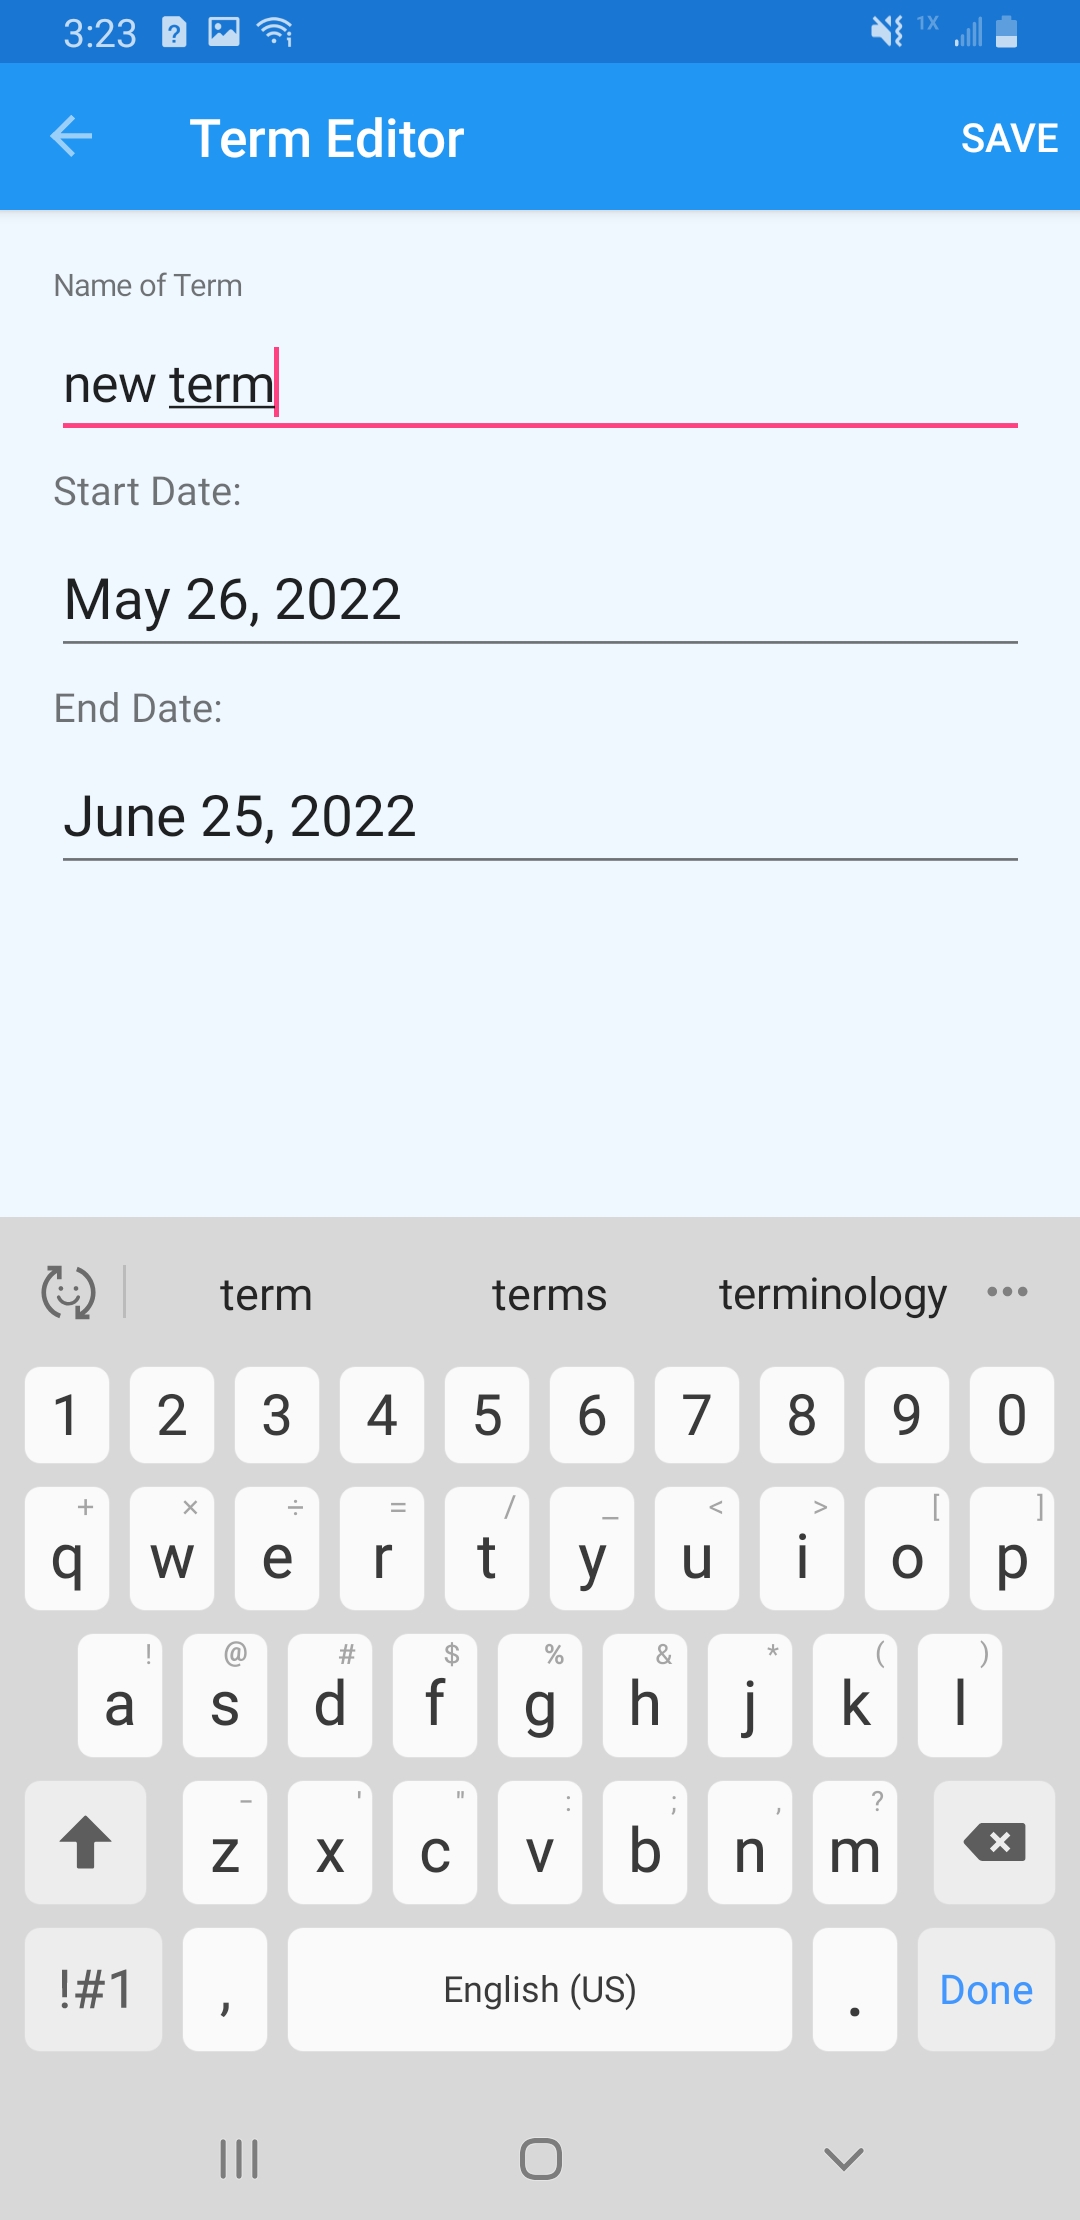 3:23 1X
Term Editor SAVE
Name of Term
new term
Start Date:
May 26, 2022
End Date:
June 25, 2022
term terms terminology
1 2 3 4 5 6 7 8 9 0
+ × ÷ = / _ < > [ ]
q w e r t y u i o p
! @ # $ % & * ( )
a s d f g h j k l
- ' " : ; , ?
z x c v b n m
!#1 , English (US) . Done